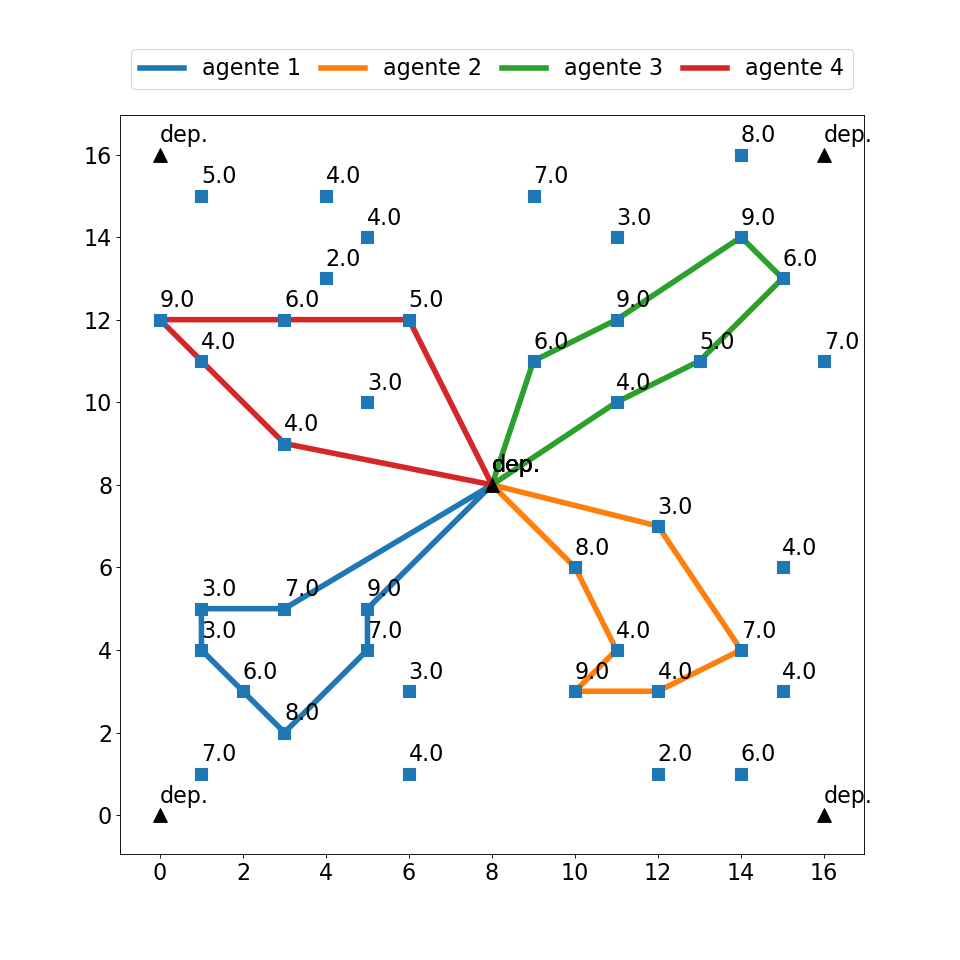 agente 1 agente 2 agente 3 agente 4
dep. 8.0 dep.
16
5.0 4.0 7.0
4.0 3.0 9.0
14
2.0 6.0
9.0 6.0 5.0 9.0
12
4.0 6.0 5.0 7.0
3.0 4.0
10
4.0
dep.
8
3.0
8.0 4.0
6
3.0 7.0 9.0
3.0 7.0 4.0 7.0
4
6.0 3.0 9.0 4.0 4.0
8.0
2
7.0 4.0 2.0 6.0
dep. dep.
0
0 2 4 6 8 10 12 14 16